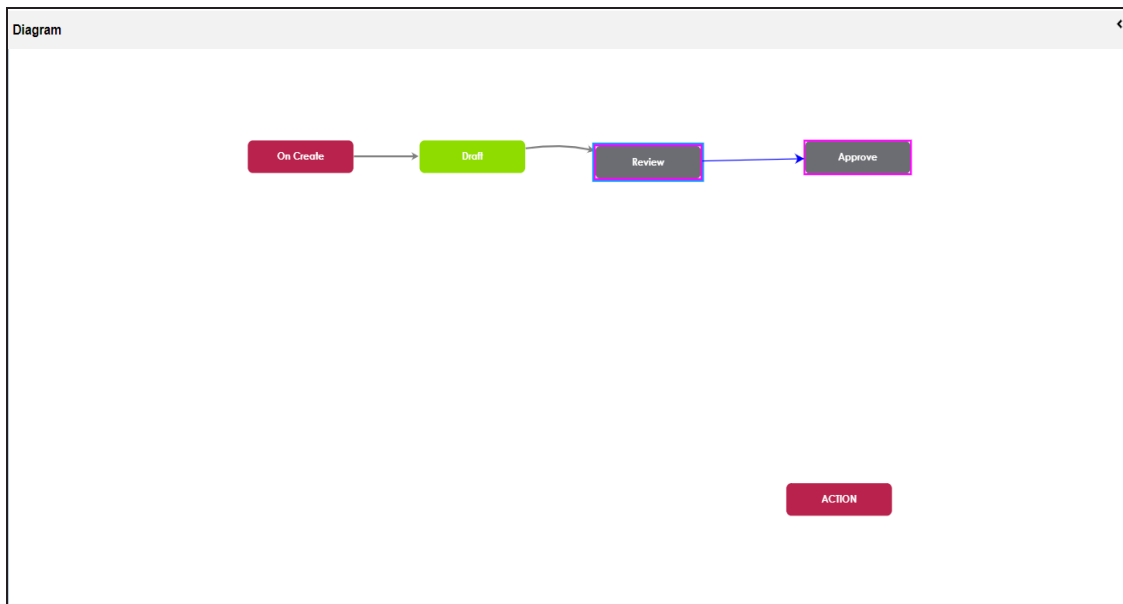 Diagram
On Create
Draft
Review
Approve
ACTION